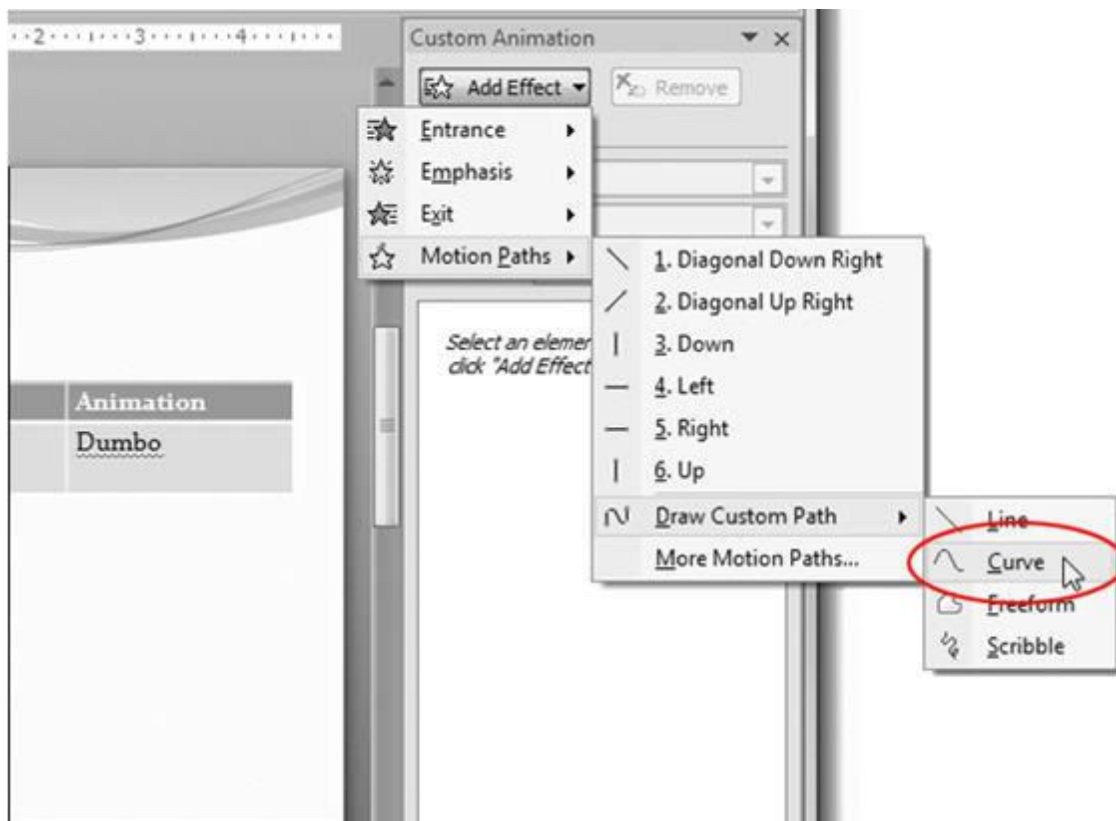 2 3 4
Custom Animation
Add Effect
Remove
Entrance
Emphasis
Exit
Motion Paths
1. Diagonal Down Right
2. Diagonal Up Right
3. Down
4. Left
5. Right
6. Up
Draw Custom Path
More Motion Paths...
Line
Curve
Freeform
Scribble
Select an elemen
click "Add Effect
Animation
Dumbo